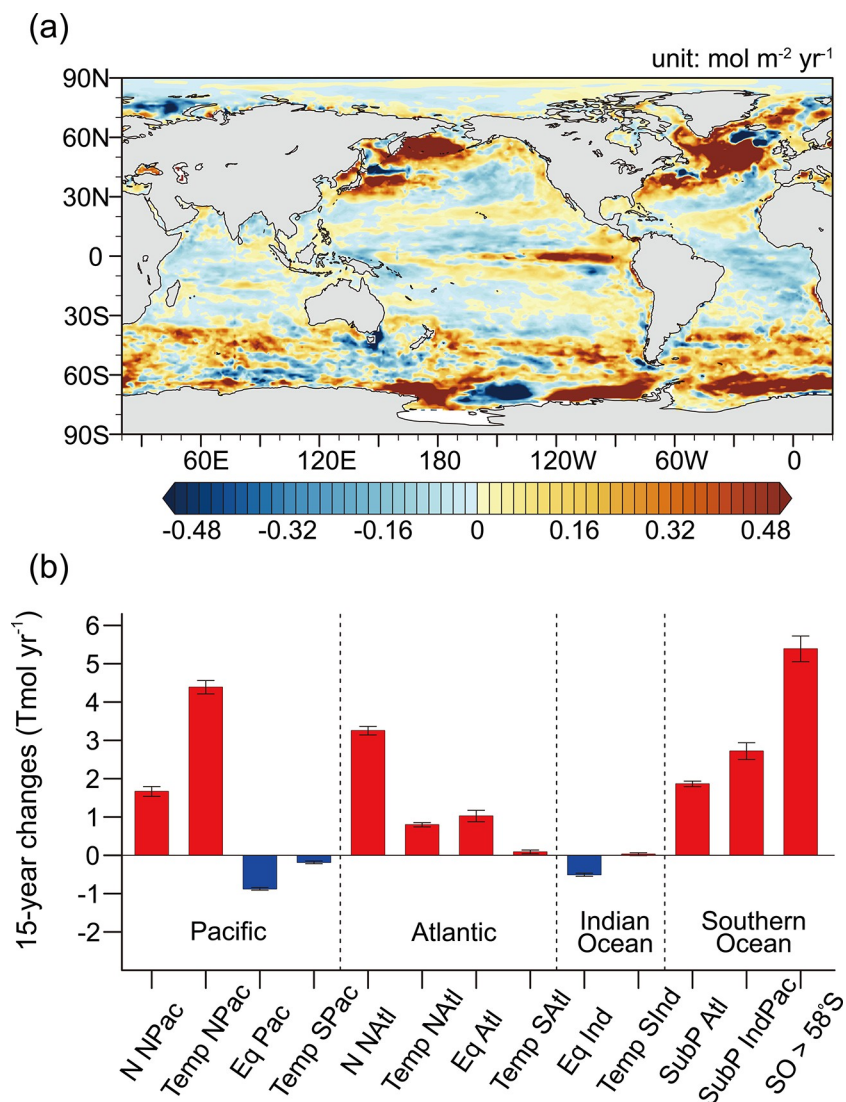 (a)
unit: mol m-2 yr-1
90N
60N
30N
0
30S
60S
90S
60E 120E 180 120W 60W 0
-0.48 -0.32 -0.16 0 0.16 0.32 0.48
(b)
15-year changes (Tmol yr-1)
6
5
4
3
2
1
0
-1
-2
Pacific
Atlantic
Indian
Ocean
Southern
Ocean
N NPac
Temp NPac
Eq Pac
Temp SPac
N NAtl
Temp NAtl
Eq Atl
Temp SAtl
Eq Ind
Temp SInd
SubP Atl
SubP IndPac
SO > 58°S